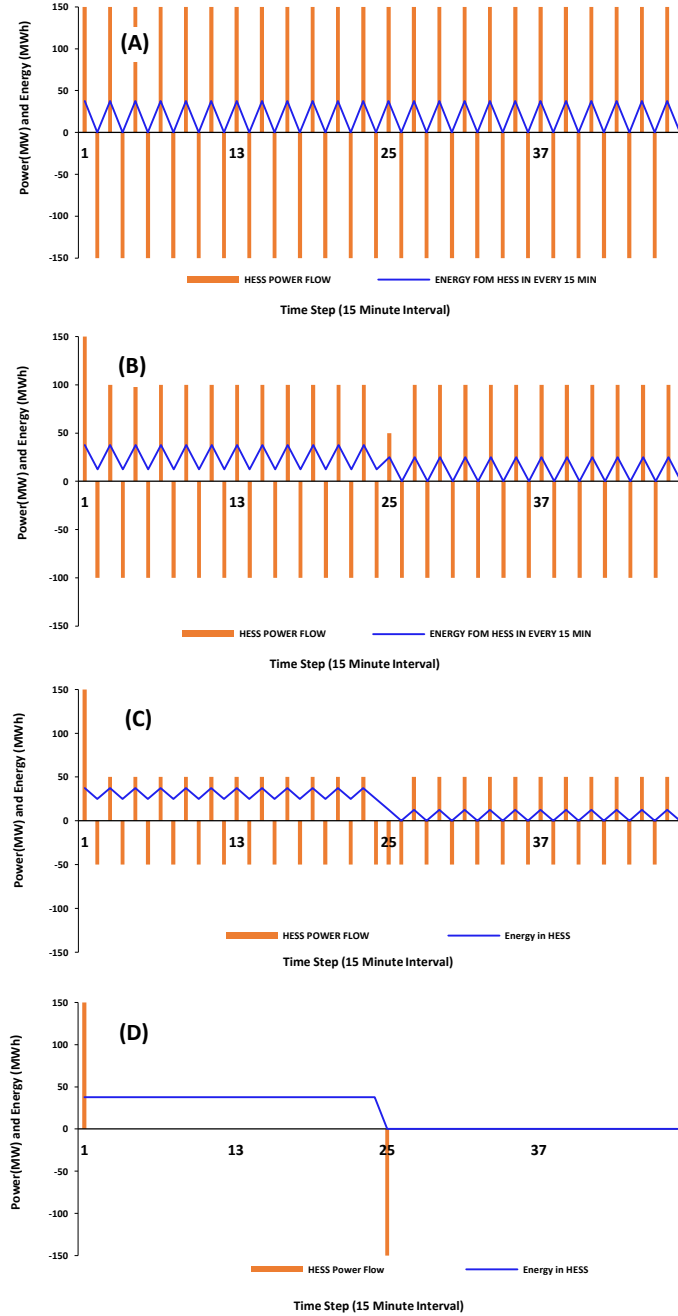 150
(A)
100
50
0
1 13 25 37
-50
-100
-150
Power(MW) and Energy (MWh)
HESS POWER FLOW ENERGY FOM HESS IN EVERY 15 MIN
Time Step (15 Minute Interval)
150
(B)
100
50
0
1 13 25 37
-50
-100
-150
Power(MW) and Energy (MWh)
HESS POWER FLOW ENERGY FOM HESS IN EVERY 15 MIN
Time Step (15 Minute Interval)
150
(C)
100
50
0
1 13 25 37
-50
-100
-150
Power(MW) and Energy (MWh)
HESS POWER FLOW Energy in HESS
Time Step (15 Minute Interval)
150
(D)
100
50
0
1 13 25 37
-50
-100
-150
Power(MW) and Energy (MWh)
HESS Power Flow Energy in HESS
Time Step (15 Minute Interval)